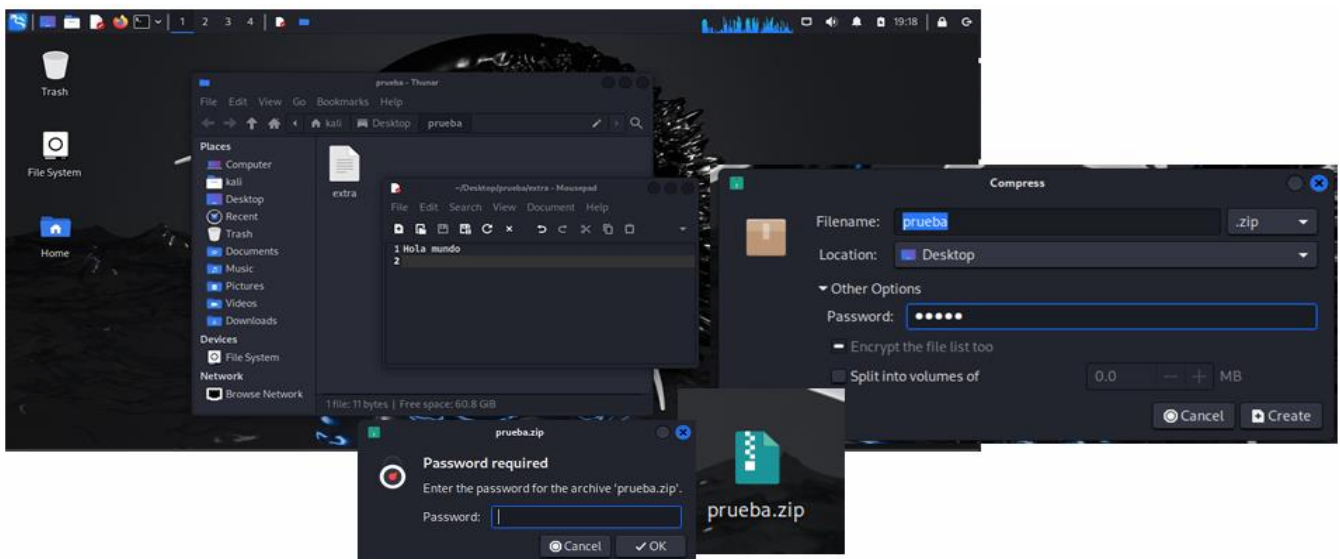 1 2 3 4
19:18
Trash
File System
Home
prueba - Thunar
File Edit View Go Bookmarks Help
kali Desktop prueba
Places
Computer
kali
Desktop
Recent
Trash
Documents
Music
Pictures
Videos
Downloads
Devices
File System
Network
Browse Network
extra
1 file: 11 bytes | Free space: 60.8 GiB
~/Desktop/prueba/extra - Mousepad
File Edit Search View Document Help
1 Hola mundo
2
Compress
Filename: prueba .zip
Location: Desktop
Other Options
Password:
Encrypt the file list too
Split into volumes of 0.0 MB
Cancel Create
prueba.zip
Password required
Enter the password for the archive 'prueba.zip'.
Password:
Cancel OK
prueba.zip